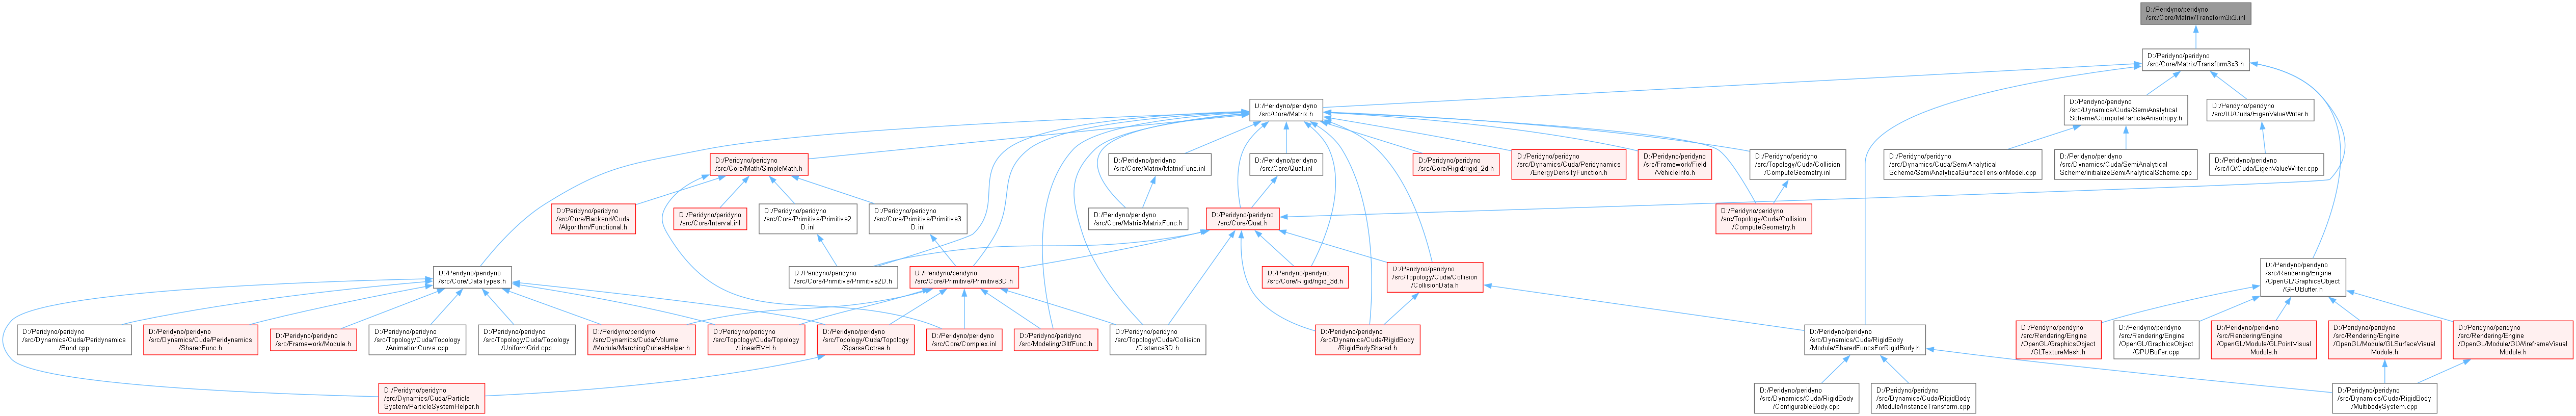 D:/Peridyno/peridyno
/src/Core/Matrix/Transform3x3.inl
D:/Peridyno/peridyno
/src/Core/Matrix/Transform3x3.h
D:/Peridyno/peridyno
/src/Core/Matrix.h
D:/Peridyno/peridyno
/src/Dynamics/Cuda/SemiAnalytical
Scheme/ComputeParticleAnisotropy.h
D:/Peridyno/peridyno
/src/IO/Cuda/EigenValueWriter.h
D:/Peridyno/peridyno
/src/Core/Math/SimpleMath.h
D:/Peridyno/peridyno
/src/Core/Matrix/MatrixFunc.inl
D:/Peridyno/peridyno
/src/Core/Quat.inl
D:/Peridyno/peridyno
/src/Core/Rigid/rigid_2d.h
D:/Peridyno/peridyno
/src/Dynamics/Cuda/Peridynamics
/EnergyDensityFunction.h
D:/Peridyno/peridyno
/src/Framework/Field
/VehicleInfo.h
D:/Peridyno/peridyno
/src/Topology/Cuda/Collision
/ComputeGeometry.inl
D:/Peridyno/peridyno
/src/Dynamics/Cuda/SemiAnalytical
Scheme/SemiAnalyticalSurfaceTensionModel.cpp
D:/Peridyno/peridyno
/src/Dynamics/Cuda/SemiAnalytical
Scheme/initializeSemiAnalyticalScheme.cpp
D:/Peridyno/peridyno
/src/IO/Cuda/EigenValueWriter.cpp
D:/Peridyno/peridyno
/src/Core/Backend/Cuda
/Algorithm/Functional.h
D:/Peridyno/peridyno
/src/Core/Interval.inl
D:/Peridyno/peridyno
/src/Core/Primitive/Primitive2
D.inl
D:/Peridyno/peridyno
/src/Core/Primitive/Primitive3
D.inl
D:/Peridyno/peridyno
/src/Core/Matrix/MatrixFunc.h
D:/Peridyno/peridyno
/src/Core/Quat.h
D:/Peridyno/peridyno
/src/Topology/Cuda/Collision
/ComputeGeometry.h
D:/Peridyno/peridyno
/src/Core/DataTypes.h
D:/Peridyno/peridyno
/src/Core/Primitive/Primitive2D.h
D:/Peridyno/peridyno
/src/Core/Primitive/Primitive3D.h
D:/Peridyno/peridyno
/src/Core/Rigid/rigid_3d.h
D:/Peridyno/peridyno
/src/Topology/Cuda/Collision
/CollisionData.h
D:/Peridyno/peridyno
/src/Rendering/Engine
/OpenGL/GraphicsObject
/GPUBuffer.h
D:/Peridyno/peridyno
/src/Dynamics/Cuda/Peridynamics
/Bond.cpp
D:/Peridyno/peridyno
/src/Dynamics/Cuda/Peridynamics
/SharedFunc.h
D:/Peridyno/peridyno
/src/Framework/Module.h
D:/Peridyno/peridyno
/src/Topology/Cuda/Topology
/AnimationCurve.cpp
D:/Peridyno/peridyno
/src/Topology/Cuda/Topology
/UniformGrid.cpp
D:/Peridyno/peridyno
/src/Dynamics/Cuda/Volume
/Module/MarchingCubesHelper.h
D:/Peridyno/peridyno
/src/Topology/Cuda/Topology
/LinearBVH.h
D:/Peridyno/peridyno
/src/Topology/Cuda/Topology
/SparseOctree.h
D:/Peridyno/peridyno
/src/Core/Complex.inl
D:/Peridyno/peridyno
/src/Modeling/GltfFunc.h
D:/Peridyno/peridyno
/src/Topology/Cuda/Collision
/Distance3D.h
D:/Peridyno/peridyno
/src/Dynamics/Cuda/RigidBody
/RigidBodyShared.h
D:/Peridyno/peridyno
/src/Dynamics/Cuda/RigidBody
/Module/SharedFuncsForRigidBody.h
D:/Peridyno/peridyno
/src/Rendering/Engine
/OpenGL/GraphicsObject
/GLTextureMesh.h
D:/Peridyno/peridyno
/src/Rendering/Engine
/OpenGL/GraphicsObject
/GPUBuffer.cpp
D:/Peridyno/peridyno
/src/Rendering/Engine
/OpenGL/Module/GLPointVisual
Module.h
D:/Peridyno/peridyno
/src/Rendering/Engine
/OpenGL/Module/GLSurfaceVisual
Module.h
D:/Peridyno/peridyno
/src/Rendering/Engine
/OpenGL/Module/GLWireframeVisual
Module.h
D:/Peridyno/peridyno
/src/Dynamics/Cuda/Particle
System/ParticleSystemHelper.h
D:/Peridyno/peridyno
/src/Dynamics/Cuda/RigidBody
/ConfigurableBody.cpp
D:/Peridyno/peridyno
/src/Dynamics/Cuda/RigidBody
/Module/InstanceTransform.cpp
D:/Peridyno/peridyno
/src/Dynamics/Cuda/RigidBody
/MultibodySystem.cpp